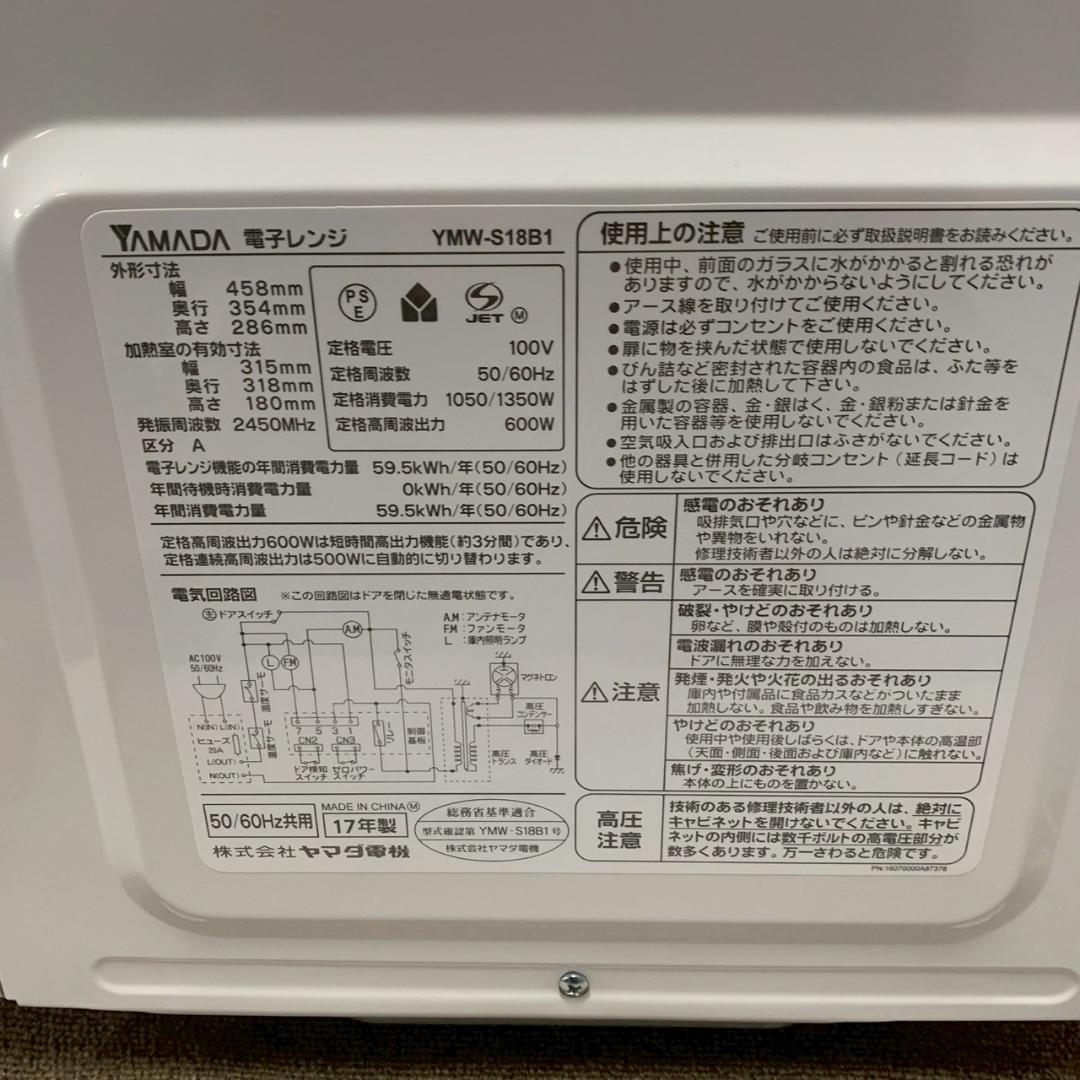 YAMADA 電子レンジ YMW-S18B1
外形寸法
幅 458mm
奥行 354mm
高さ 286mm
加熱室の有効寸法
幅 315mm
奥行 318mm
高さ 180mm
発振周波数 2450MHz
区分 A
PS
E
JET M
定格電圧 100V
定格周波数 50/60Hz
定格消費電力 1050/1350W
定格高周波出力 600W
電子レンジ機能の年間消費電力量 59.5kWh/年(50/60Hz)
年間待機時消費電力量 0kWh/年(50/60Hz)
年間消費電力量 59.5kWh/年(50/60Hz)
定格高周波出力600Wは短時間高出力機能(約3分間)であり、
定格連続高周波出力は500Wに自動的に切り替わります。
電気回路図 ※この回路図はドアを閉じた無通電状態です。
主 ドアスイッチ
A.M:アンテナモータ
F.M:ファンモータ
L :庫内照明ランプ
A.M
L
F.M
モニタスイッチ
AC100V
50/60Hz
温度サーモ
マグネトロン
高圧
コンデンサー
N(IN) L(IN)
ヒューズ
20A
温度サーモ
7 5 3 1
CN2 CN3
リレー
制御
基板
L(OUT)
N(OUT)
ドア検知
スイッチ
ゼロパワー
スイッチ
高圧
トランス
高圧
ダイオード
50/60Hz共用
MADE IN CHINA M
17年製
総務省基準適合
型式確認第 YMW-S18B1号
株式会社ヤマダ電機
株式会社 ヤマダ電機
使用上の注意 ご使用前に必ず取扱説明書をお読みください。
●使用中、前面のガラスに水がかかると割れる恐れが
ありますので、水がかからないようにしてください。
●アース線を取り付けてご使用ください。
●電源は必ずコンセントをご使用ください。
●扉に物を挟んだ状態で使用しないでください。
●びん詰など密封された容器内の食品は、ふた等を
はずした後に加熱して下さい。
●金属製の容器、金・銀はく、金・銀粉または針金を
用いた容器等を使用しないでください。
●空気吸入口および排出口はふさがないでください。
●他の器具と併用した分岐コンセント(延長コード)は
使用しないでください。
危険
感電のおそれあり
吸排気口や穴などに、ピンや針金などの金属物
や異物をいれない。
修理技術者以外の人は絶対に分解しない。
警告
感電のおそれあり
アースを確実に取り付ける。
注意
破裂・やけどのおそれあり
卵など、膜や殻付のものは加熱しない。
電波漏れのおそれあり
ドアに無理な力を加えない。
発煙・発火や火花の出るおそれあり
庫内や付属品に食品カスなどがついたまま
加熱しない。食品や飲み物を加熱しすぎない。
やけどのおそれあり
使用中や使用後しばらくは、ドアや本体の高温部
(天面・側面・後面および庫内など)に触れない。
焦げ・変形のおそれあり
本体の上にものを置かない。
高圧
注意
技術のある修理技術者以外の人は、絶対に
キャビネットを開けないでください。キャビ
ネットの内側には数千ボルトの高電圧部分が
数多くあります。万一さわると危険です。
PN:16070000A87378